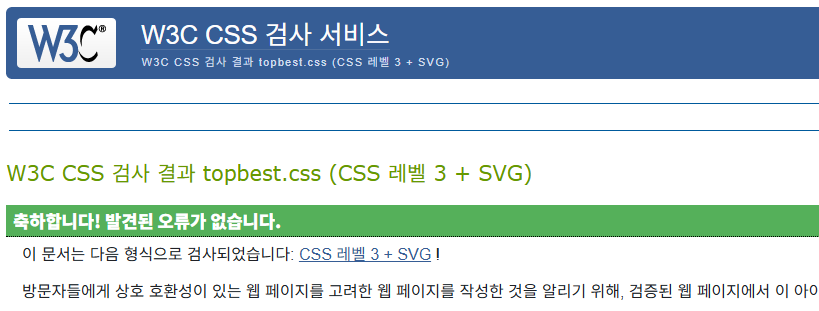 W3C®
W3C CSS 검사 서비스
W3C CSS 검사 결과 topbest.css (CSS 레벨 3 + SVG)
W3C CSS 검사 결과 topbest.css (CSS 레벨 3 + SVG)
축하합니다! 발견된 오류가 없습니다.
이 문서는 다음 형식으로 검사되었습니다: CSS 레벨 3 + SVG !
방문자들에게 상호 호환성이 있는 웹 페이지를 고려한 웹 페이지를 작성한 것을 알리기 위해, 검증된 웹 페이지에서 이 아이